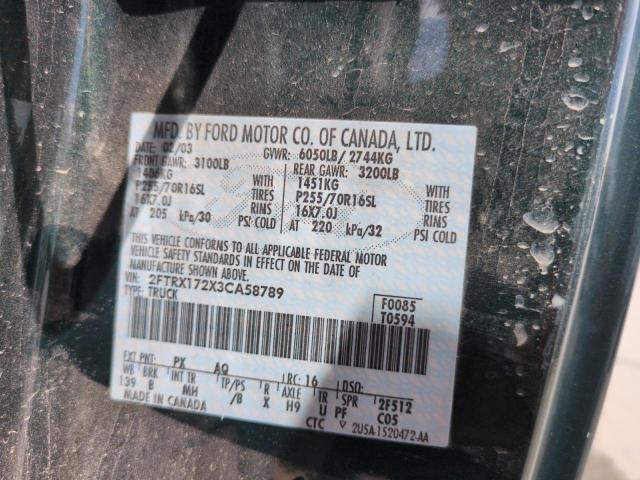 MFD. BY FORD MOTOR CO. OF CANADA, LTD.
DATE: 02/03 GVWR: 6050LB/ 2744KG
FRONT GAWR: 3100LB REAR GAWR: 3200LB
1406KG WITH 1451KG WITH
P255/70R16SL TIRES P255/70R16SL TIRES
16X7.0J RINS 16X7.0J RINS
AT 205 kPa/30 PSI COLD AT 220 kPa/32 PSI COLD
THIS VEHICLE CONFORMS TO ALL APPLICABLE FEDERAL MOTOR
VEHICLE SAFETY STANDARDS IN EFFECT ON THE DATE OF
MANUFACTURE SHOWN ABOVE.
VIN: 2FTRX172X3CA58789
TYPE: TRUCK
F0085
T0594
EXT PNT: PX AQ RC: 16 DSO:
WB BRK INT TR TP/PS R AXLE TR SPR 2F512
139 B MH /B X H9 U PF C05
MADE IN CANADA CTC 2U5A-1520472-AA